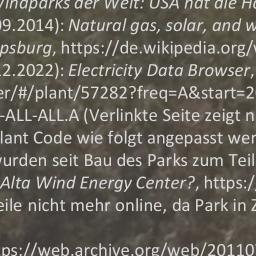 Windparks der Welt: USA hat die
09.2014): Natural gas, solar, and w
psburg, https://de.wikipedia.org/
2.2022): Electricity Data Browser,
er/#/plant/57282?freq=A&start=2
-ALL-ALL.A (Verlinkte Seite zeigt n
lant Code wie folgt angepasst wer
wurden seit Bau des Parks zum Teil
Alta Wind Energy Center?, https:/
eile nicht mehr online, da Park in Z
ps://web.archive.org/web/20110